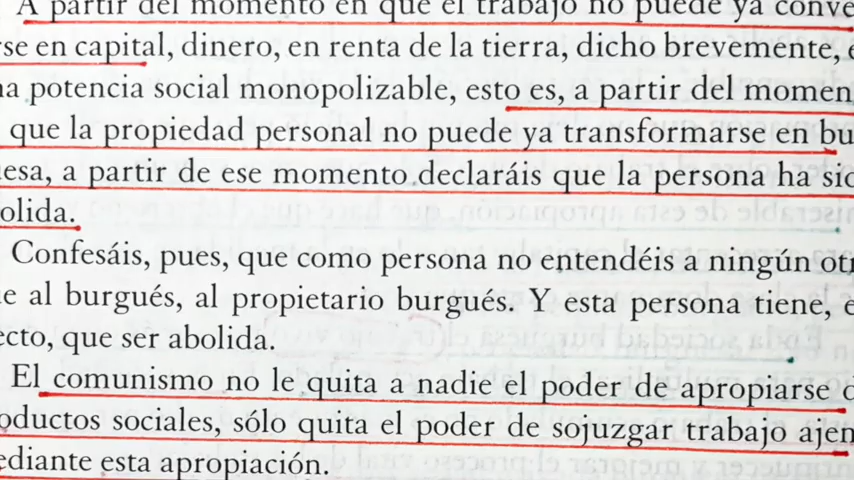 A partir del momento en que el trabajo no puede ya conve
rse en capital, dinero, en renta de la tierra, dicho brevemente, e
na potencia social monopolizable, esto es, a partir del momen
que la propiedad personal no puede ya transformarse en bu
esa, a partir de ese momento declaráis que la persona ha sid
olida.
Confesáis, pues, que como persona no entendéis a ningún otr
e al burgués, al propietario burgués. Y esta persona tiene, e
ecto, que ser abolida.
El comunismo no le quita a nadie el poder de apropiarse d
oductos sociales, sólo quita el poder de sojuzgar trabajo ajen
ediante esta apropiación.